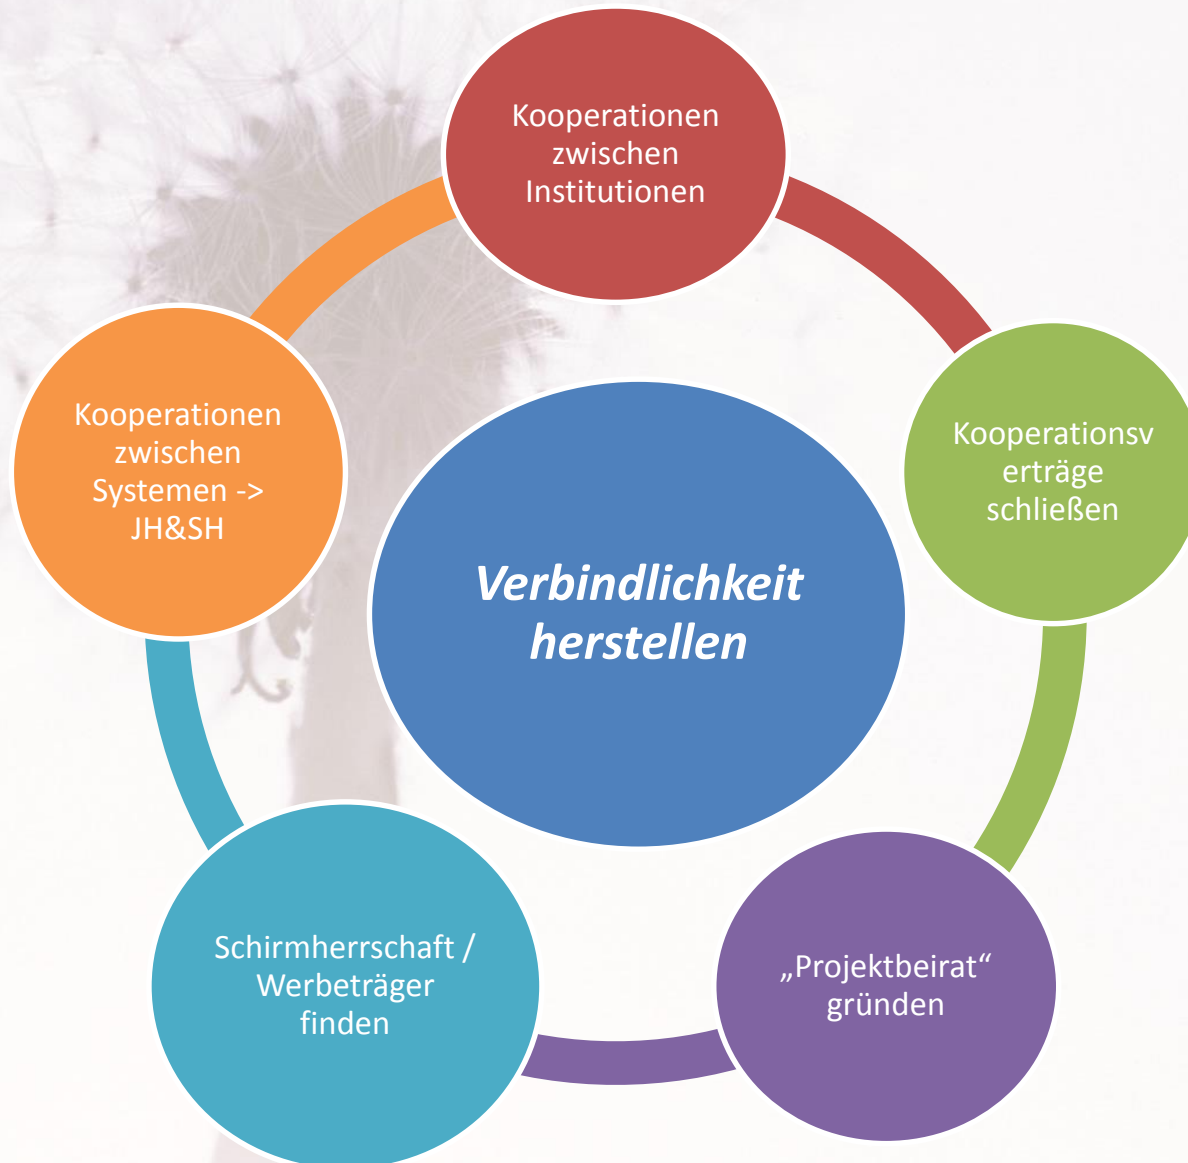 Kooperationen
zwischen
Institutionen
Kooperationsv
erträge
schließen
„Projektbeirat“
gründen
Schirmherrschaft /
Werbeträger
finden
Kooperationen
zwischen
Systemen ->
JH&SH
Verbindlichkeit
herstellen